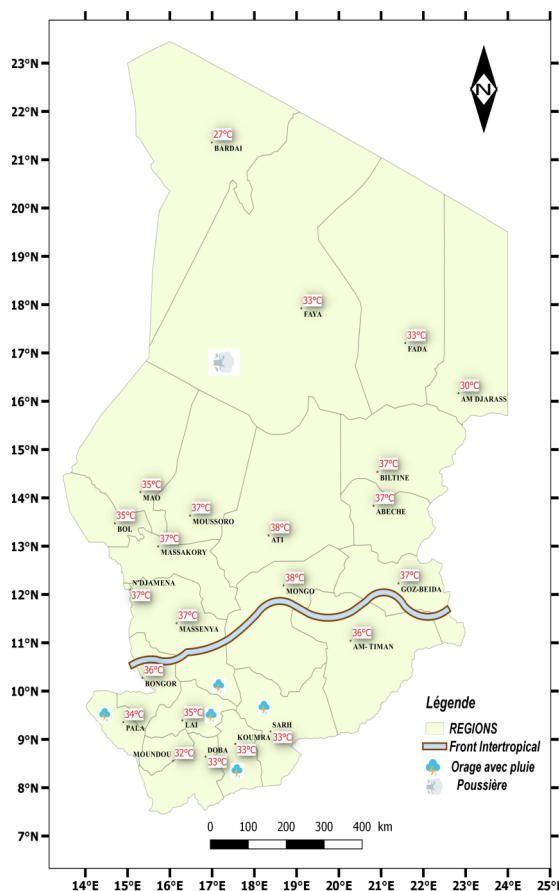 23°N
22°N
21°N
20°N
19°N
18°N
17°N
16°N
15°N
14°N
13°N
12°N
11°N
10°N
9°N
8°N
7°N
N
27°C
BARDAI
33°C
FAYA
33°C
FADA
30°C
AM DJARASS
37°C
BILTINE
35°C
MAO
37°C
ABECHE
37°C
MOUSSORO
35°C
BOL
38°C
ATI
37°C
MASSAKORY
N'DJAMENA
37°C
38°C
MONGO
37°C
GOZ-BEIDA
37°C
MASSENYA
36°C
AM- TIMAN
36°C
BONGOR
34°C
PALA
35°C
LAI
SARH
33°C
KOUMRA
33°C
MOUNDOU
32°C
DOBA
33°C
Légende
REGIONS
Front Intertropical
Orage avec pluie
Poussière
0 100 200 300 400 km
14°E 15°E 16°E 17°E 18°E 19°E 20°E 21°E 22°E 23°E 24°E 25°E